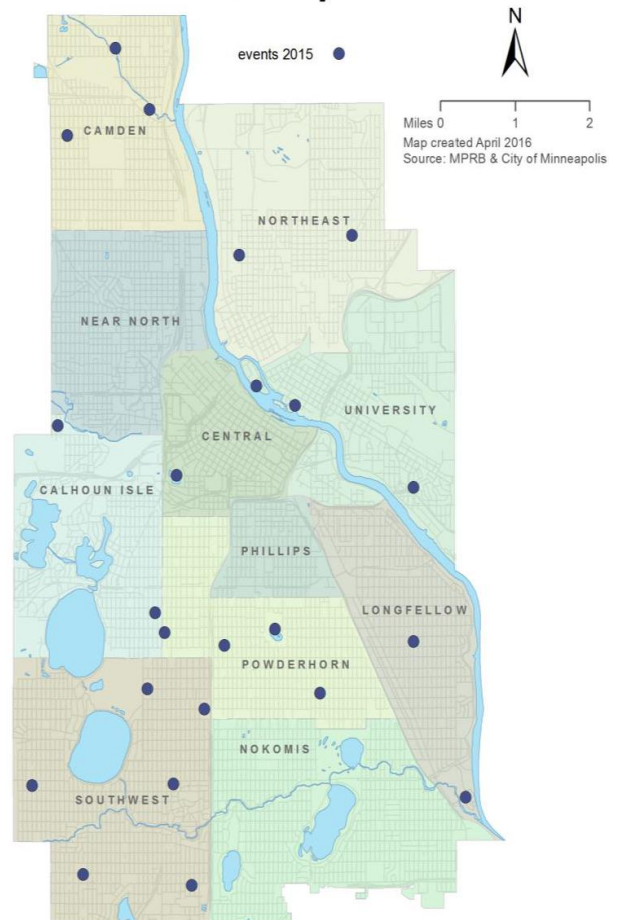 N
events 2015
Miles 0 1 2
Map created April 2016
Source: MPRB & City of Minneapolis
CAMDEN
NORTHEAST
NEAR NORTH
UNIVERSITY
CENTRAL
CALHOUN ISLE
PHILLIPS
LONGFELLOW
POWDERHORN
NOKOMIS
SOUTHWEST